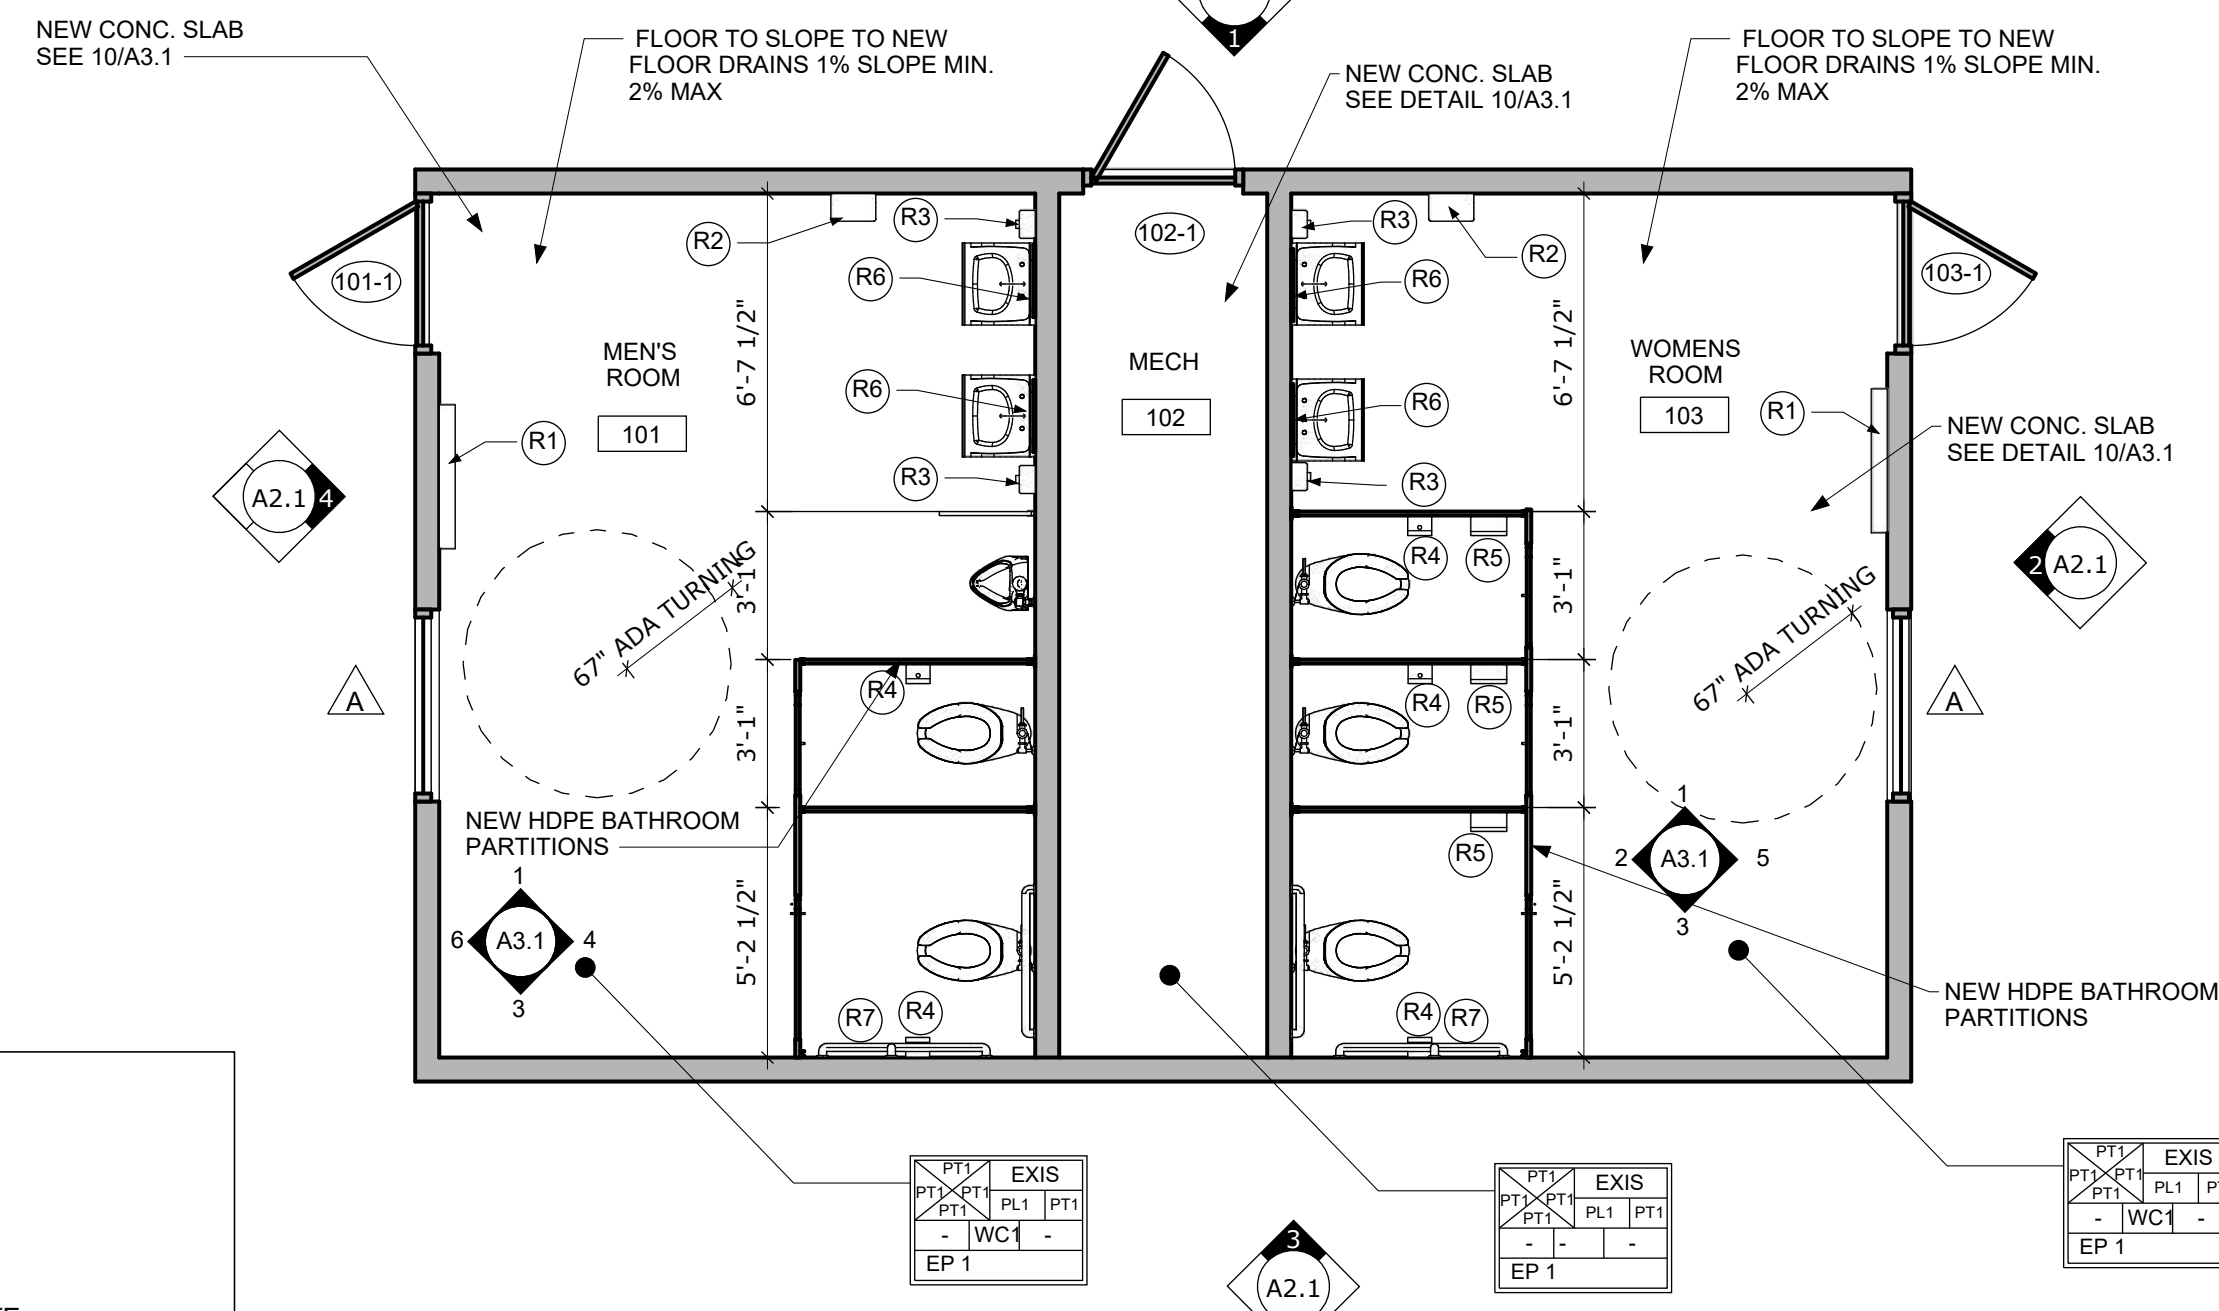 NEW CONC. SLAB
SEE 10/A3.1
FLOOR TO SLOPE TO NEW
FLOOR DRAINS 1% SLOPE MIN.
2% MAX
1
NEW CONC. SLAB
SEE DETAIL 10/A3.1
FLOOR TO SLOPE TO NEW
FLOOR DRAINS 1% SLOPE MIN.
2% MAX
101-1
R2
R3
R6
6'-7 1/2"
MEN'S
ROOM
101
R6
R1
R3
A2.1 4
102-1
MECH
102
R3
R2
R6
R6
R3
6'-7 1/2"
WOMENS
ROOM
103
R1
103-1
NEW CONC. SLAB
SEE DETAIL 10/A3.1
2 A2.1
67" ADA TURNING
3'-1"
R4
R5
3'-1"
67" ADA TURNING
A
R4
3'-1"
R4
R5
3'-1"
A
NEW HDPE BATHROOM
PARTITIONS
R5
1
2 A3.1 5
3
1
6 A3.1 4
3
5'-2 1/2"
R7
R4
R4
R7
5'-2 1/2"
NEW HDPE BATHROOM
PARTITIONS
PT1
EXIS
PT1 PT1
PL1 PT1
PT1
- WC1 -
EP 1
PT1
EXIS
PT1 PT1
PL1 PT1
PT1
- - -
EP 1
PT1
EXIS
PT1 PT1
PL1
PT1
- WC1 -
EP 1
3
A2.1